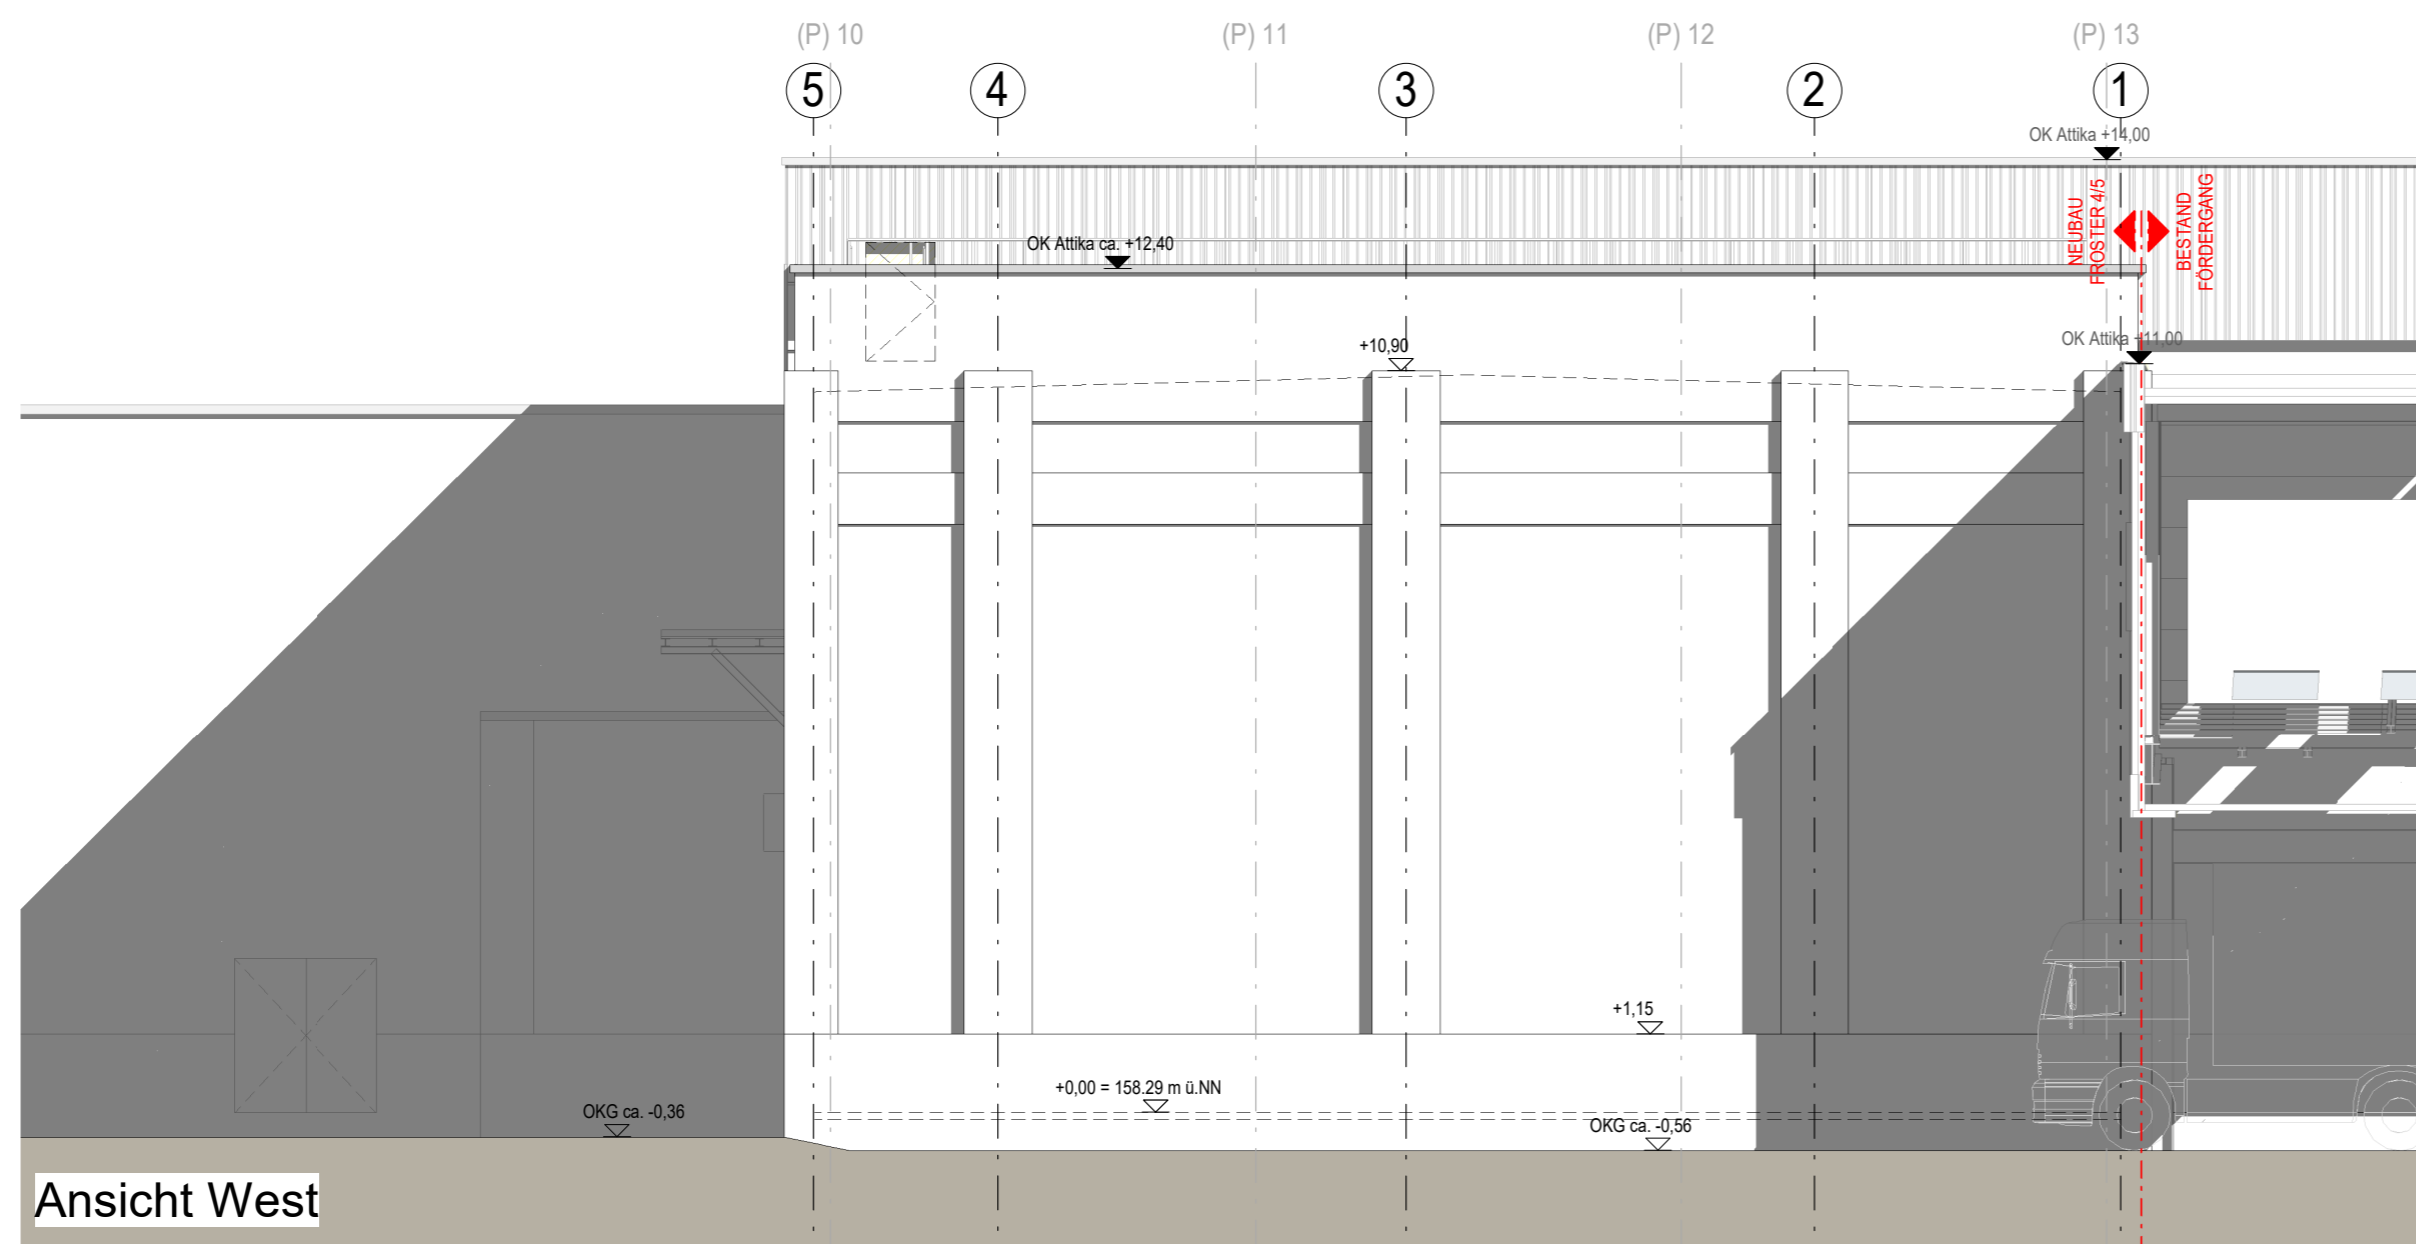 (P) 10
(P) 11
(P) 12
(P) 13
5
4
3
2
1
OK Attika +14,00
NEUBAU
FROSTER 4/5
BESTAND
FÖRDERGANG
OK Attika ca. +12,40
OK Attika +11,00
+10,90
+1,15
+0,00 = 158.29 m ü.NN
OKG ca. -0,36
OKG ca. -0,56
Ansicht West